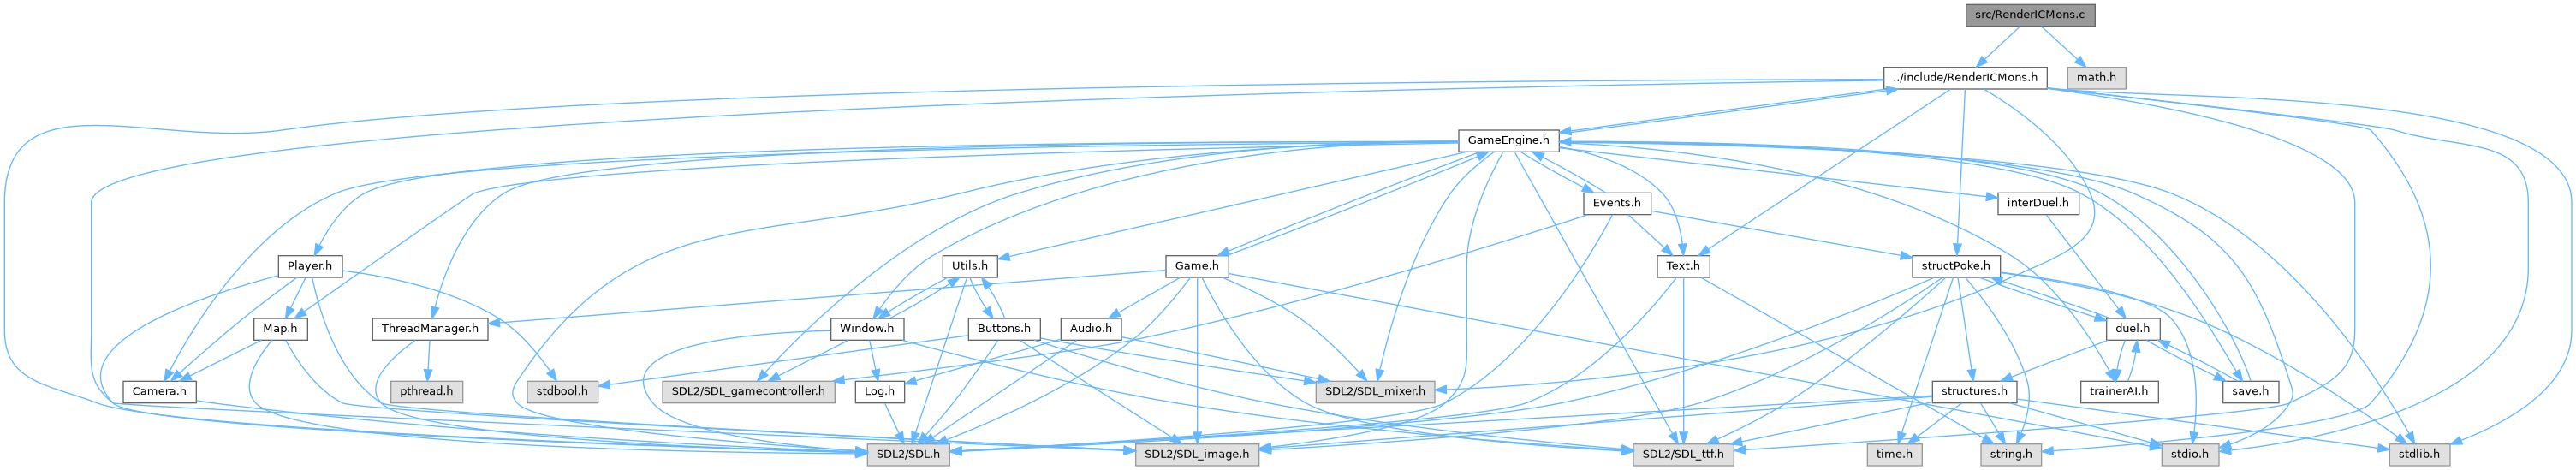 src/RenderICMons.c
../include/RenderICMons.h
math.h
GameEngine.h
Events.h
interDuel.h
Player.h
Utils.h
Game.h
Text.h
structPoke.h
Map.h
ThreadManager.h
Window.h
Buttons.h
Audio.h
duel.h
Camera.h
pthread.h
stdbool.h
SDL2/SDL_gamecontroller.h
Log.h
SDL2/SDL_mixer.h
structures.h
trainerAI.h
save.h
SDL2/SDL.h
SDL2/SDL_image.h
SDL2/SDL_ttf.h
time.h
string.h
stdio.h
stdlib.h